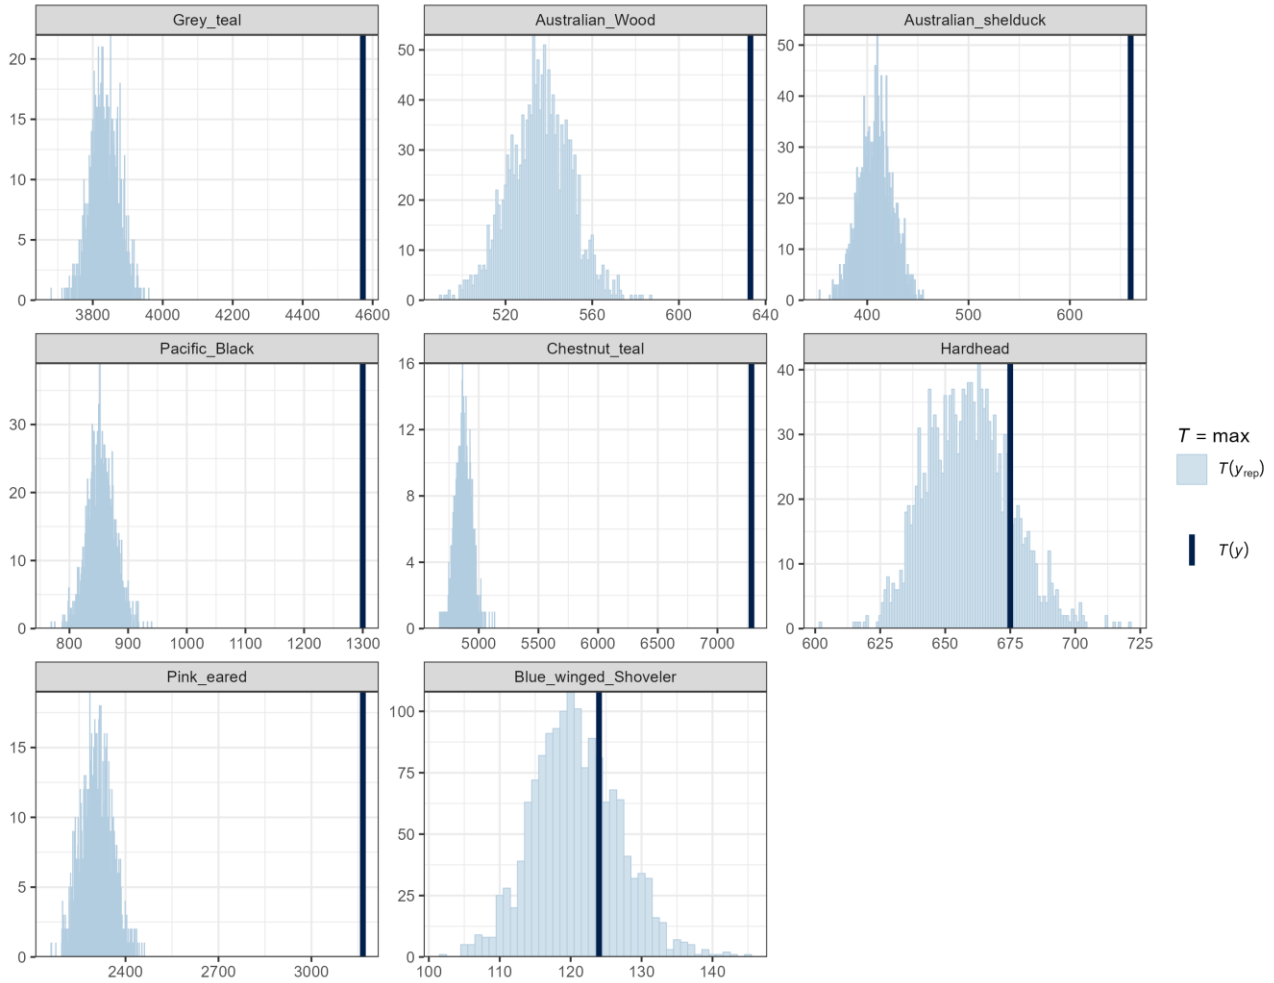 Grey_teal
20
15
10
5
0
3800 4000 4200 4400 4600
Australian_Wood
50
40
30
20
10
0
520 560 600 640
Australian_shelduck
50
40
30
20
10
0
400 500 600
Pacific_Black
30
20
10
0
800 900 1000 1100 1200 1300
Chestnut_teal
16
12
8
4
0
5000 5500 6000 6500 7000
Hardhead
40
30
20
10
0
600 625 650 675 700 725
Pink_eared
15
10
5
0
2400 2700 3000
Blue_winged_Shoveler
100
75
50
25
0
100 110 120 130 140
T = max
T(yrep)
T(y)